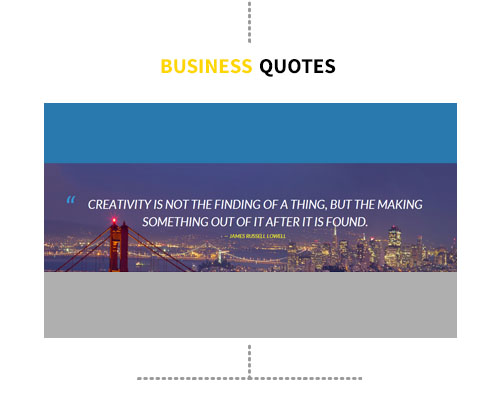 BUSINESS QUOTES
“ CREATIVITY IS NOT THE FINDING OF A THING, BUT THE MAKING
SOMETHING OUT OF IT AFTER IT IS FOUND.
- — JAMES RUSSELL LOWELL